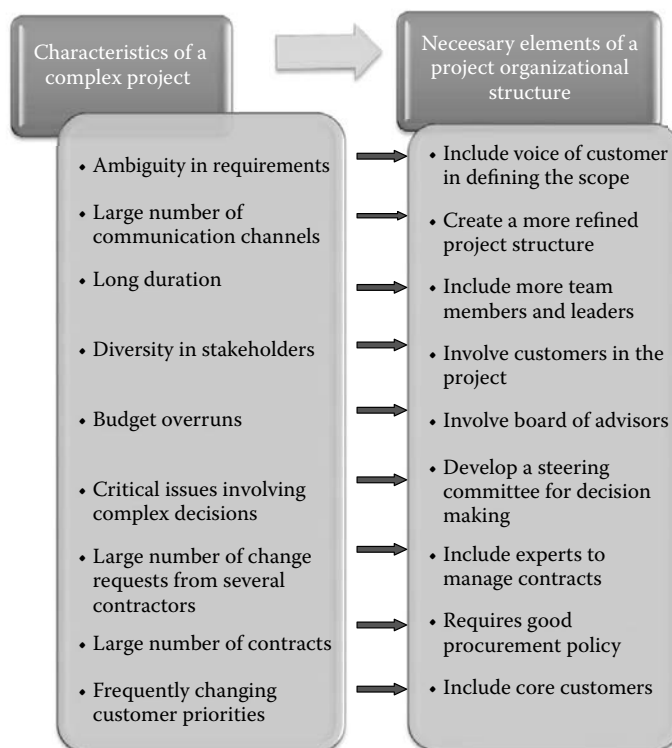 Characteristics of a
complex project
Neceesary elements of a
project organizational
structure
• Ambiguity in requirements
• Large number of
communication channels
• Long duration
• Diversity in stakeholders
• Budget overruns
• Critical issues involving
complex decisions
• Large number of change
requests from several
contractors
• Large number of contracts
• Frequently changing
customer priorities
• Include voice of customer
in defining the scope
• Create a more refined
project structure
• Include more team
members and leaders
• Involve customers in the
project
• Involve board of advisors
• Develop a steering
committee for decision
making
• Include experts to
manage contracts
• Requires good
procurement policy
• Include core customers